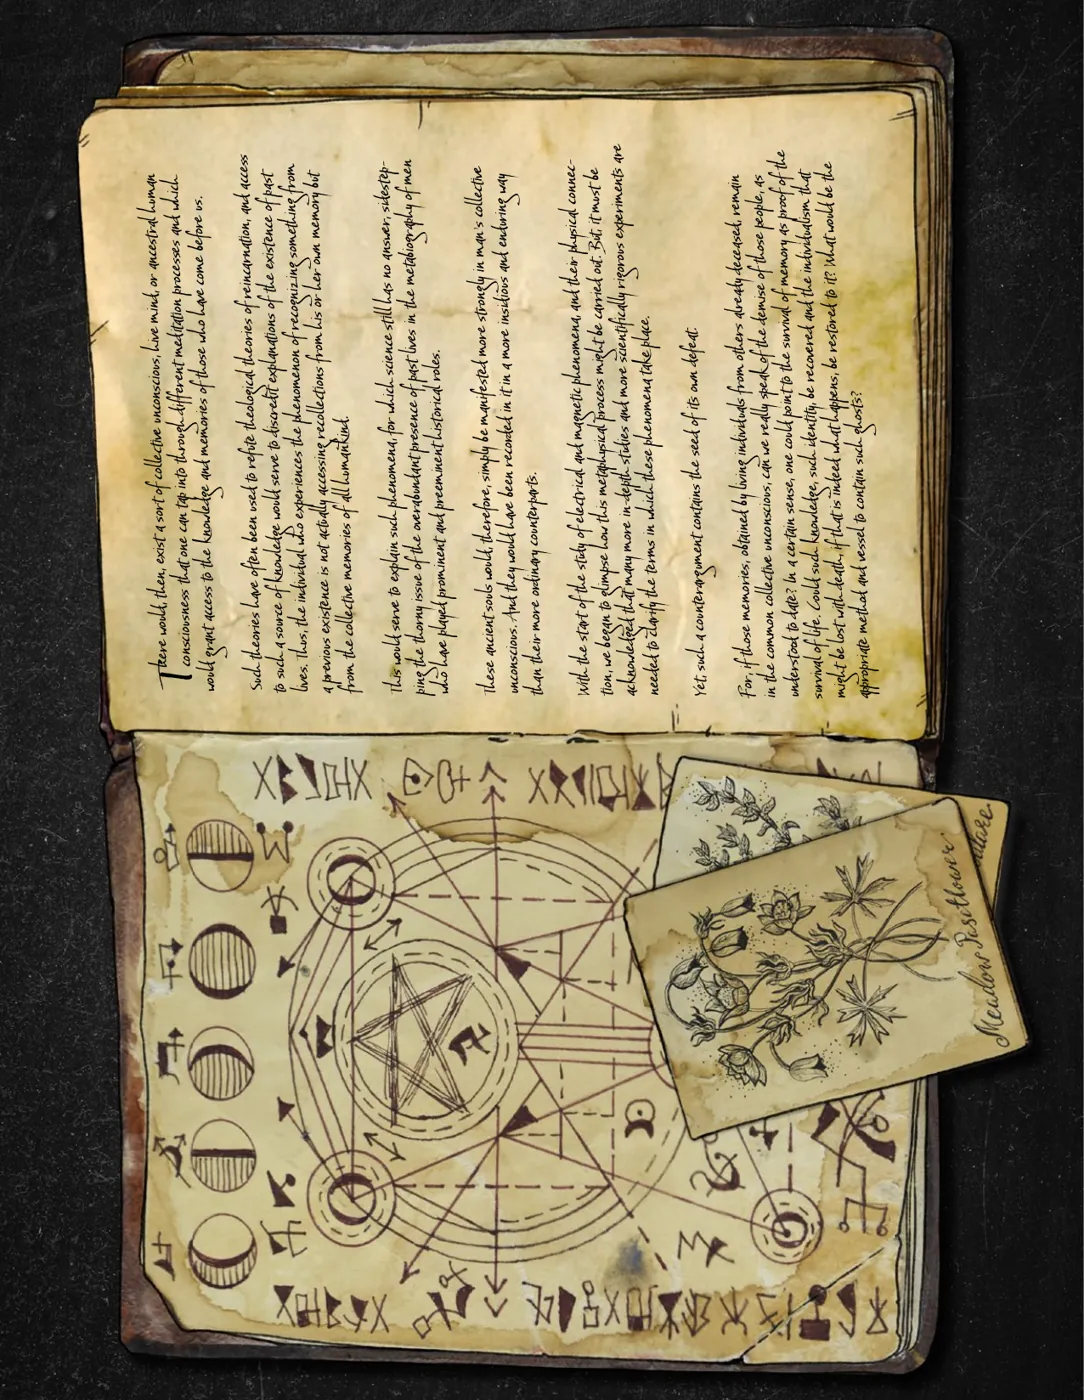 There would, then, exist a sort of collective unconscious, hive mind, or ancestral human
consciousness that one can tap into through different meditation processes and which
would grant access to the knowledge and memories of those who have come before us.
Such theories have often been used to refute theological theories of reincarnation, and access
to such a source of knowledge would serve to discredit explanations of the existence of past
lives. Thus, the individual who experiences the phenomenon of recognizing something from
a previous existence is not actually accessing recollections from his or her own memory but
from the collective memories of all humankind.
This would serve to explain such phenomena, for which science still has no answer, sidestep-
ping the thorny issue of the overabundant presence of past lives in the metabiography of men
who have played prominent and preeminent historical roles.
These ancient souls would, therefore, simply be manifested more strongly in man's collective
unconscious. And they would have been recorded in it in a more insidious and enduring way
than their more ordinary counterparts.
With the start of the study of electrical and magnetic phenomena, and their physical connec-
tion, we began to glimpse how this metaphysical process might be carried out. But it must be
acknowledged that many more in-depth studies and more scientifically rigorous experiments are
needed to clarify the terms in which these phenomena take place.
Yet, such a counterargument contains the seed of its own defeat.
For, if those memories, obtained by living individuals from others already deceased, remain
in the common collective unconscious, can we really speak of the demise of those people, as
understood to date? In a certain sense, one could point to the survival of memory as proof of the
survival of life. Could such knowledge, such identity, be recovered and the individualism that
might be lost with death, if that is indeed what happens, be restored to it? What would be the
appropriate method and vessel to contain such ghosts?
Meadows Pasqflower